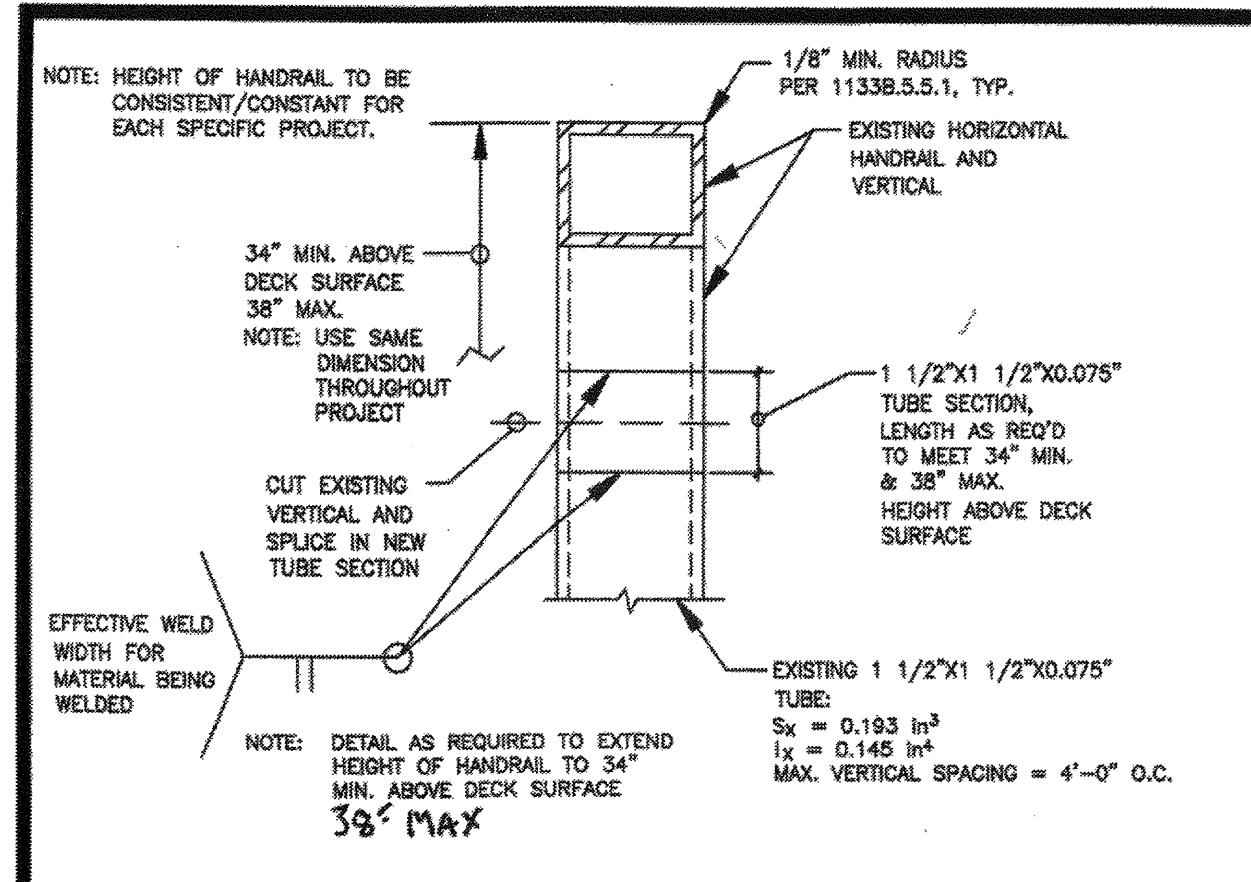 NOTE: HEIGHT OF HANDRAIL TO BE
CONSISTENT/CONSTANT FOR
EACH SPECIFIC PROJECT.
1/8" MIN. RADIUS
PER 1133B.5.5.1, TYP.
EXISTING HORIZONTAL
HANDRAIL AND
VERTICAL
34" MIN. ABOVE
DECK SURFACE
38" MAX.
NOTE: USE SAME
DIMENSION
THROUGHOUT
PROJECT
1 1/2"X1 1/2"X0.075"
TUBE SECTION,
LENGTH AS REQ'D
TO MEET 34" MIN.
& 38" MAX.
HEIGHT ABOVE DECK
SURFACE
CUT EXISTING
VERTICAL AND
SPLICE IN NEW
TUBE SECTION
EFFECTIVE WELD
WIDTH FOR
MATERIAL BEING
WELDED
EXISTING 1 1/2"X1 1/2"X0.075"
TUBE:
Sx = 0.193 in³
Ix = 0.145 in⁴
MAX. VERTICAL SPACING = 4'-0" O.C.
NOTE: DETAIL AS REQUIRED TO EXTEND
HEIGHT OF HANDRAIL TO 34"
MIN. ABOVE DECK SURFACE
38" MAX